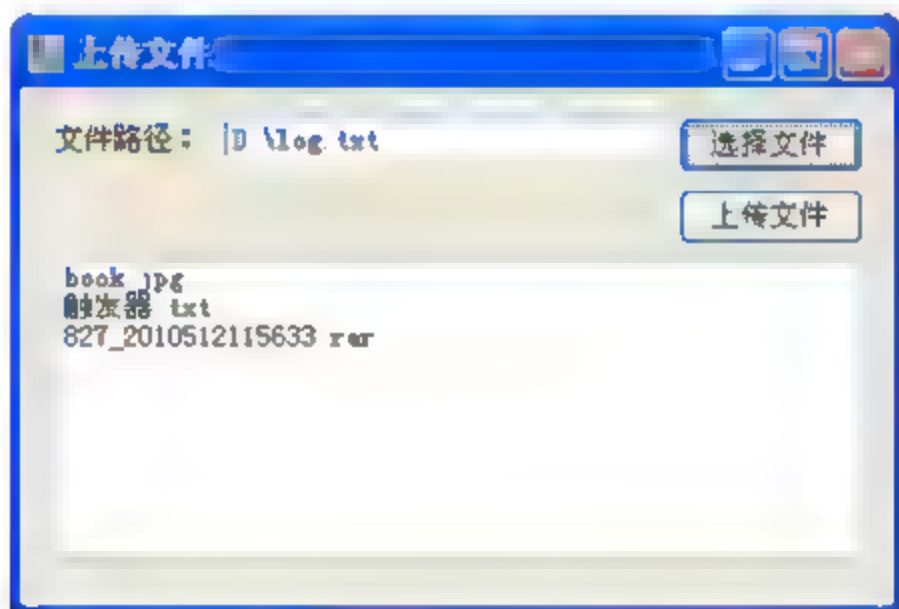 上传文件
文件路径： D:\log.txt
选择文件
上传文件
book.jpg
触发器.txt
827_20100512115633.rar